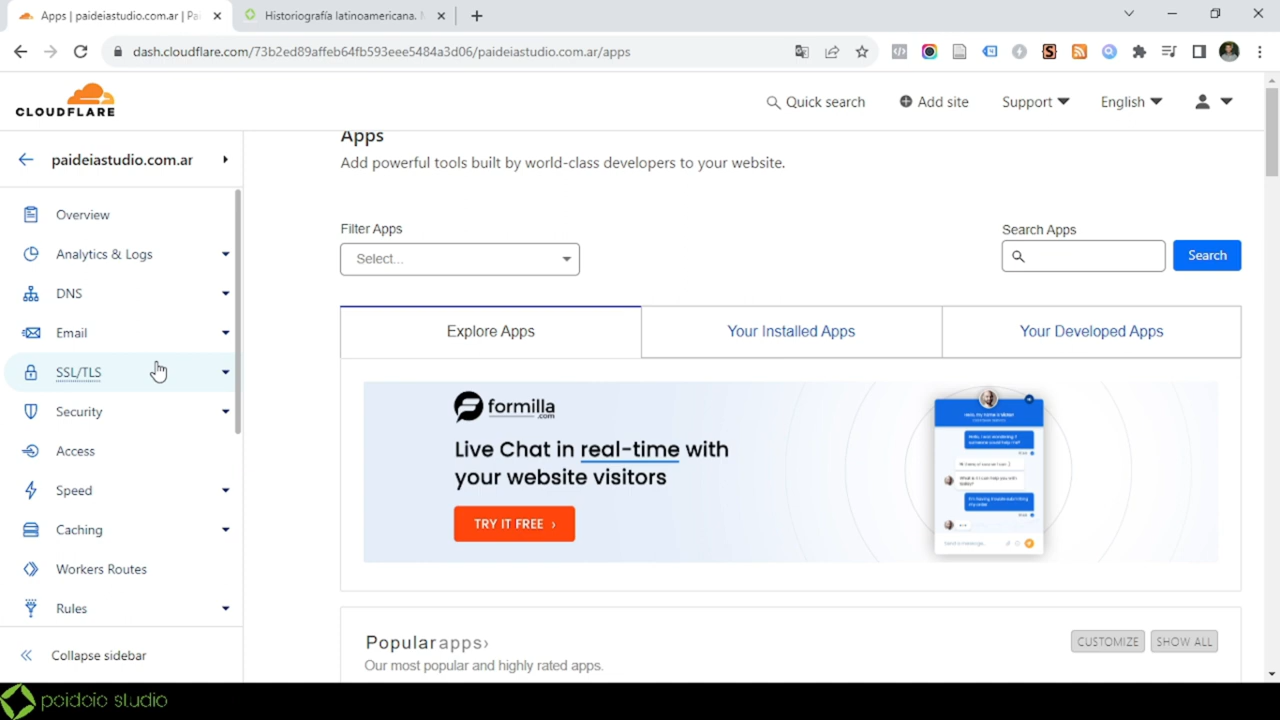 Apps | paideiastudio.com.ar | Pai
Historiografía latinoamericana.
dash.cloudflare.com/73b2ed89affeb64fb593eee5484a3d06/paideiastudio.com.ar/apps
CLOUDFLARE
Quick search
Add site
Support
English
paideiastudio.com.ar
Overview
Analytics & Logs
DNS
Email
SSL/TLS
Security
Access
Speed
Caching
Workers Routes
Rules
Collapse sidebar
Apps
Add powerful tools built by world-class developers to your website.
Filter Apps
Select...
Search Apps
Search
Explore Apps
Your Installed Apps
Your Developed Apps
formilla
.com
Live Chat in real-time with
your website visitors
TRY IT FREE ›
Popular apps›
Our most popular and highly rated apps.
CUSTOMIZE
SHOW ALL
paideia studio